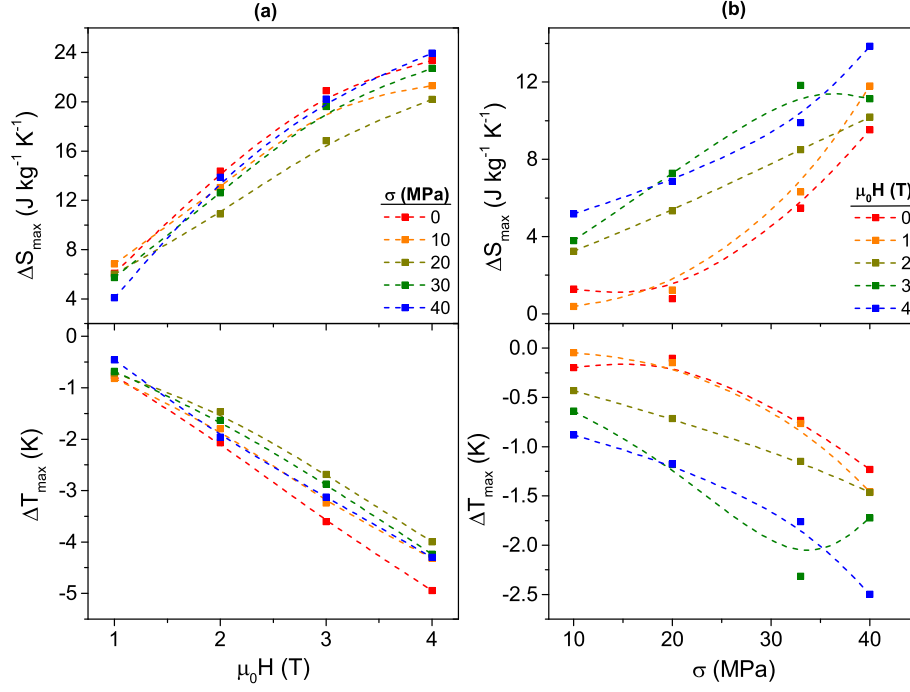 (a)
ΔS_max (J kg⁻¹ K⁻¹)
24
20
16
12
8
4
σ (MPa)
0
10
20
30
40
ΔT_max (K)
0
-1
-2
-3
-4
-5
1 2 3 4
μ₀H (T)
(b)
ΔS_max (J kg⁻¹ K⁻¹)
12
8
4
0
μ₀H (T)
0
1
2
3
4
ΔT_max (K)
0.0
-0.5
-1.0
-1.5
-2.0
-2.5
10 20 30 40
σ (MPa)